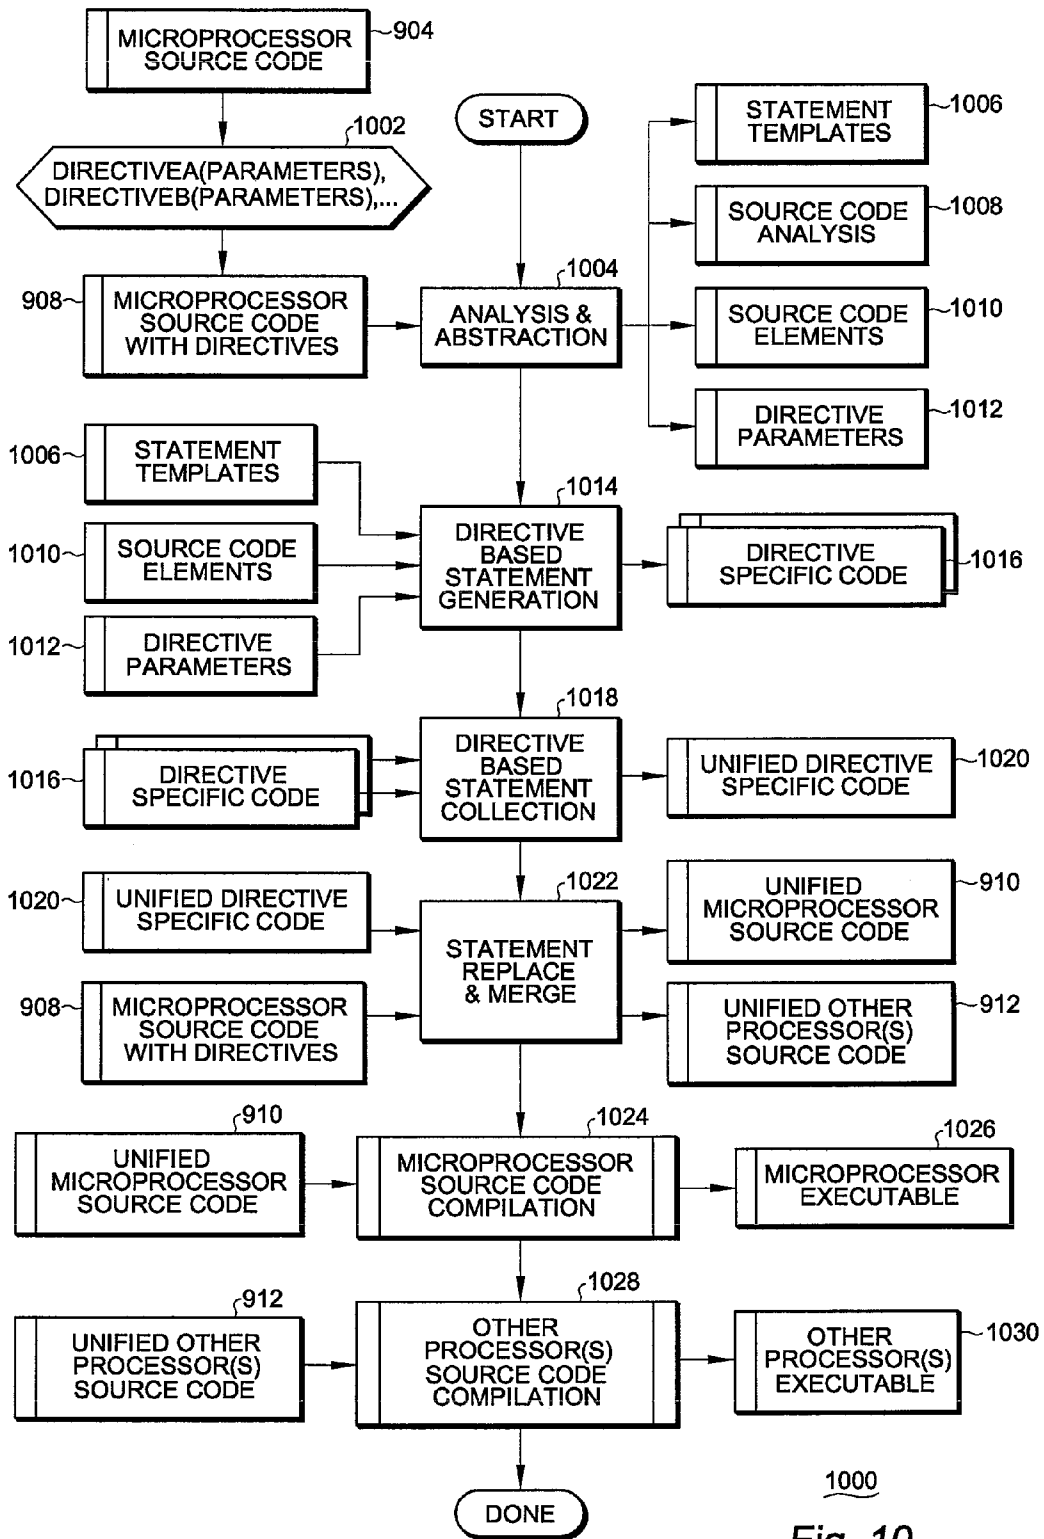 MICROPROCESSOR
SOURCE CODE
904
START
1002
DIRECTIVEA(PARAMETERS),
DIRECTIVEB(PARAMETERS),...
STATEMENT
TEMPLATES
1006
SOURCE CODE
ANALYSIS
1008
908
MICROPROCESSOR
SOURCE CODE
WITH DIRECTIVES
1004
ANALYSIS &
ABSTRACTION
SOURCE CODE
ELEMENTS
1010
DIRECTIVE
PARAMETERS
1012
1006
STATEMENT
TEMPLATES
1010
SOURCE CODE
ELEMENTS
1012
DIRECTIVE
PARAMETERS
1014
DIRECTIVE
BASED
STATEMENT
GENERATION
DIRECTIVE
SPECIFIC CODE
1016
1016
DIRECTIVE
SPECIFIC CODE
1018
DIRECTIVE
BASED
STATEMENT
COLLECTION
UNIFIED DIRECTIVE
SPECIFIC CODE
1020
1020
UNIFIED DIRECTIVE
SPECIFIC CODE
908
MICROPROCESSOR
SOURCE CODE
WITH DIRECTIVES
1022
STATEMENT
REPLACE
& MERGE
UNIFIED
MICROPROCESSOR
SOURCE CODE
910
UNIFIED OTHER
PROCESSOR(S)
SOURCE CODE
912
910
UNIFIED
MICROPROCESSOR
SOURCE CODE
1024
MICROPROCESSOR
SOURCE CODE
COMPILATION
1026
MICROPROCESSOR
EXECUTABLE
912
UNIFIED OTHER
PROCESSOR(S)
SOURCE CODE
1028
OTHER
PROCESSOR(S)
SOURCE CODE
COMPILATION
OTHER
PROCESSOR(S)
EXECUTABLE
1030
DONE
1000
Fig. 10